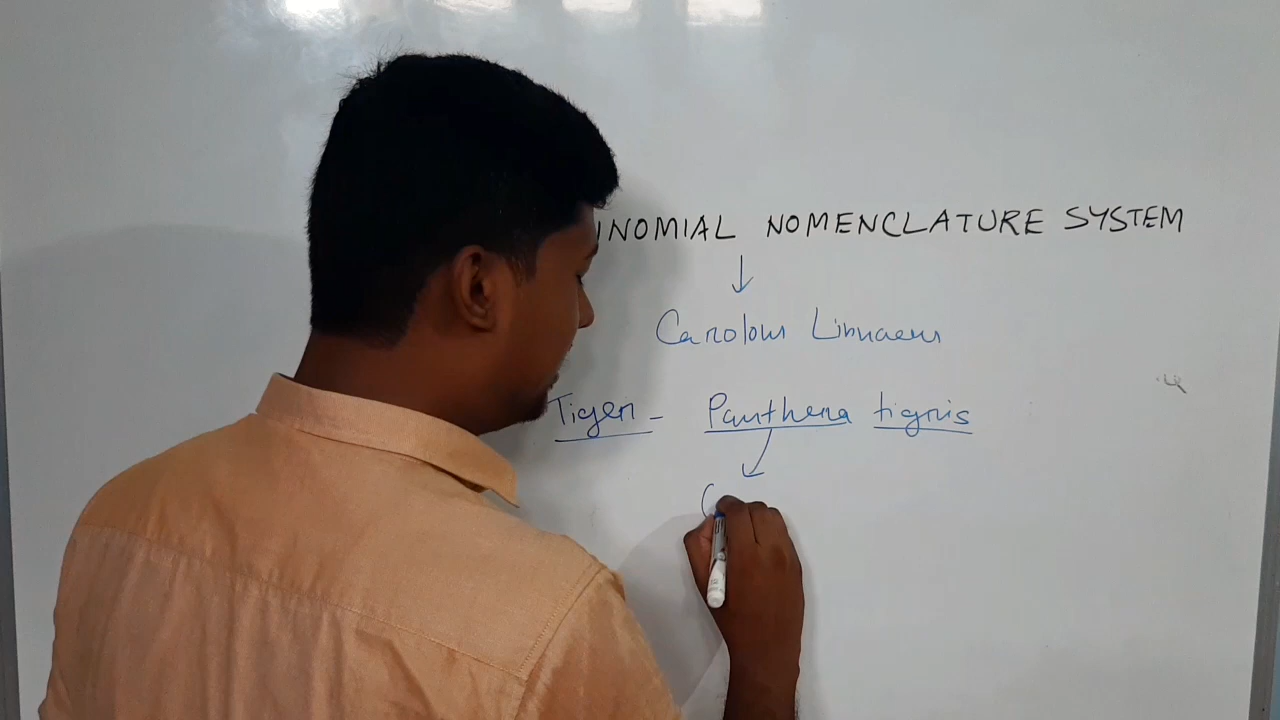 INOMIAL NOMENCLATURE SYSTEM
Carolous Linnaeus
Tiger - Panthera tigris